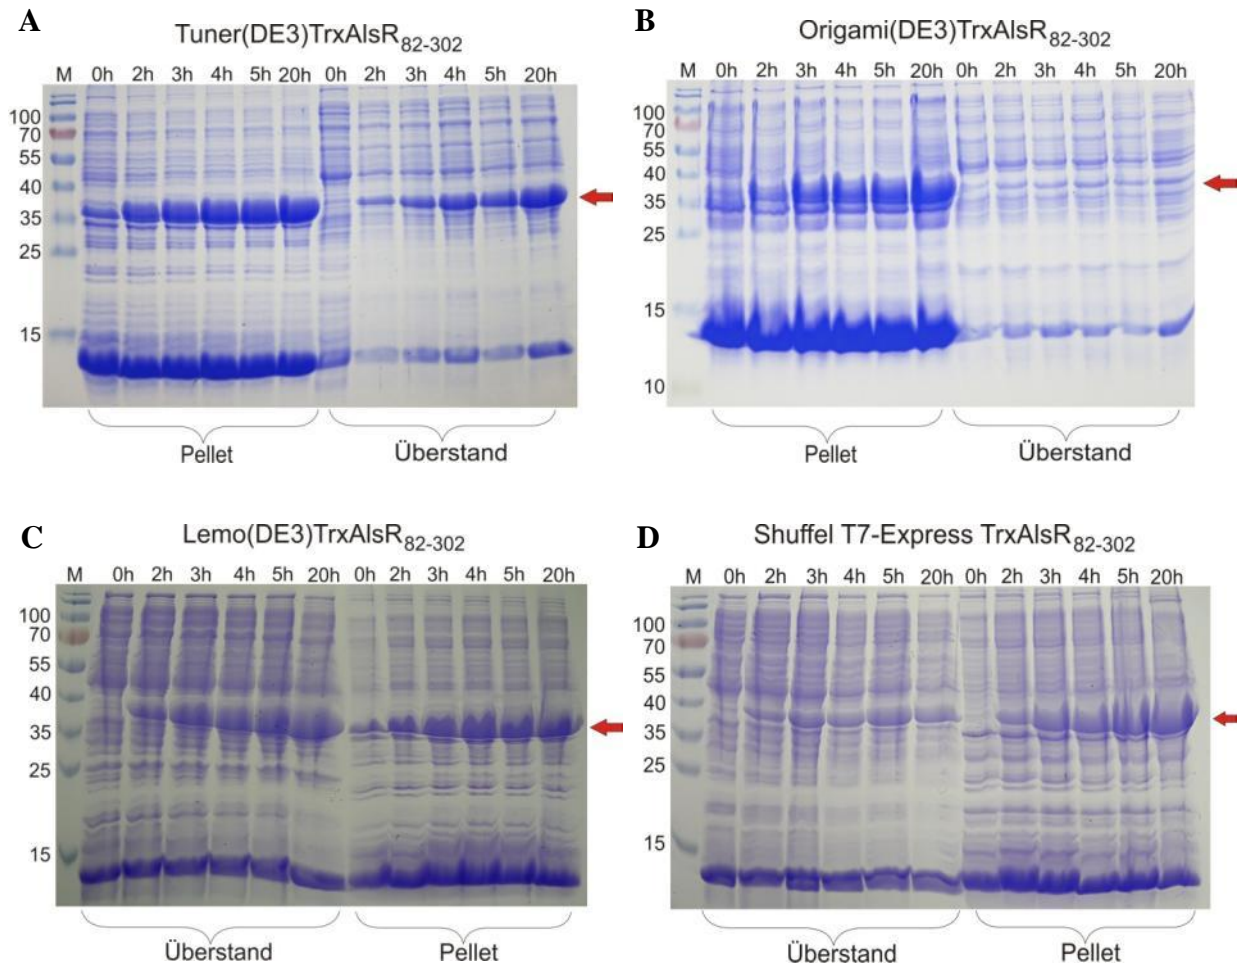 A
Tuner(DE3)TrxAlsR82-302
M 0h 2h 3h 4h 5h 20h 0h 2h 3h 4h 5h 20h
100
70
55
40
35
25
15
Pellet Überstand
B
Origami(DE3)TrxAlsR82-302
M 0h 2h 3h 4h 5h 20h 0h 2h 3h 4h 5h 20h
100
70
55
40
35
25
15
10
Pellet Überstand
C
Lemo(DE3)TrxAlsR82-302
M 0h 2h 3h 4h 5h 20h 0h 2h 3h 4h 5h 20h
100
70
55
40
35
25
15
Überstand Pellet
D
Shuffel T7-Express TrxAlsR82-302
M 0h 2h 3h 4h 5h 20h 0h 2h 3h 4h 5h 20h
100
70
55
40
35
25
15
Überstand Pellet